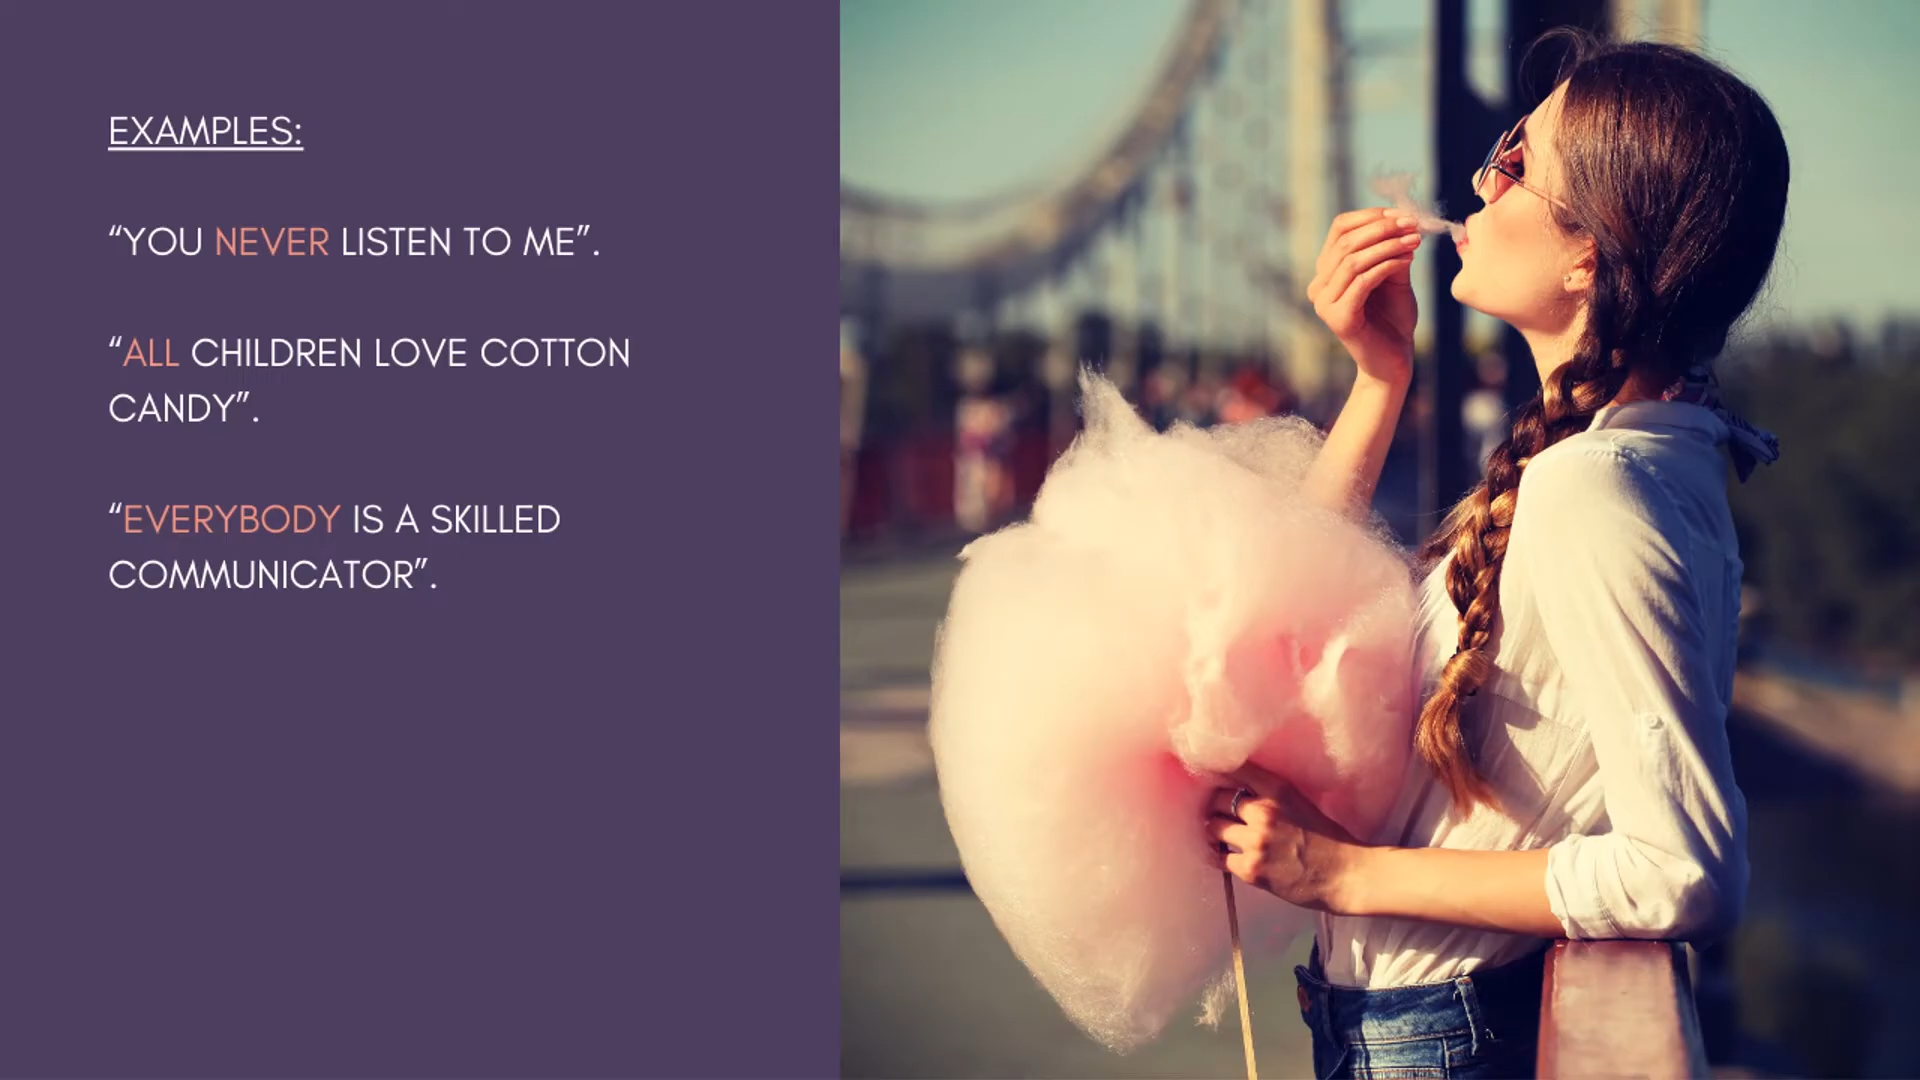 EXAMPLES:
“YOU NEVER LISTEN TO ME”.
“ALL CHILDREN LOVE COTTON
CANDY”.
“EVERYBODY IS A SKILLED
COMMUNICATOR”.